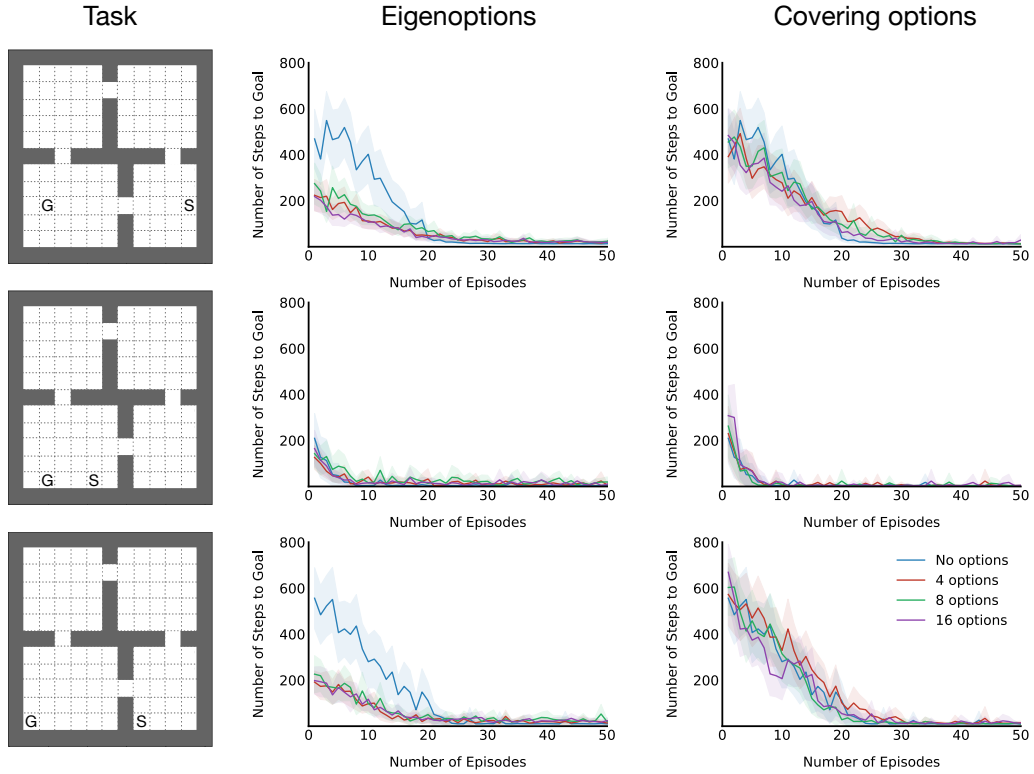 Task
Eigenoptions
Covering options
G
S
Number of Steps to Goal
800
600
400
200
0
10
20
30
40
50
Number of Episodes
Number of Steps to Goal
800
600
400
200
0
10
20
30
40
50
Number of Episodes
G
S
Number of Steps to Goal
800
600
400
200
0
10
20
30
40
50
Number of Episodes
Number of Steps to Goal
800
600
400
200
0
10
20
30
40
50
Number of Episodes
G
S
Number of Steps to Goal
800
600
400
200
0
10
20
30
40
50
Number of Episodes
Number of Steps to Goal
800
600
400
200
0
10
20
30
40
50
Number of Episodes
No options
4 options
8 options
16 options